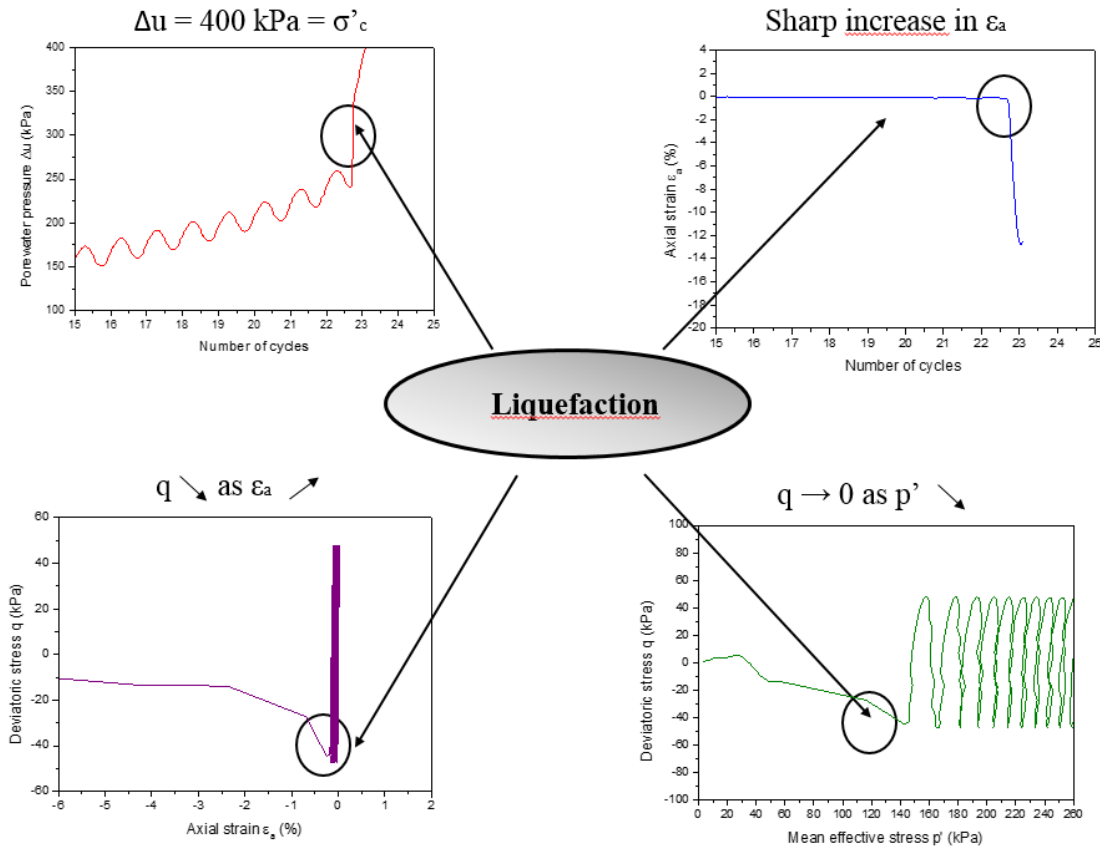 Δu = 400 kPa = σ’c
Sharp increase in εa
400
350
300
250
200
150
100
Porewater pressure Δu (kPa)
15 16 17 18 19 20 21 22 23 24 25
Number of cycles
4
2
0
-2
-4
-6
-8
-10
-12
-14
-16
-18
-20
Axial strain εa (%)
15 16 17 18 19 20 21 22 23 24 25
Number of cycles
Liquefaction
q ↘ as εa ↗
q → 0 as p’ ↘
60
40
20
0
-20
-40
-60
Deviatoric stress q (kPa)
-6 -5 -4 -3 -2 -1 0 1 2
Axial strain εa (%)
100
80
60
40
20
0
-20
-40
-60
-80
-100
Deviatoric stress q (kPa)
0 20 40 60 80 100 120 140 160 180 200 220 240 260
Mean effective stress p' (kPa)